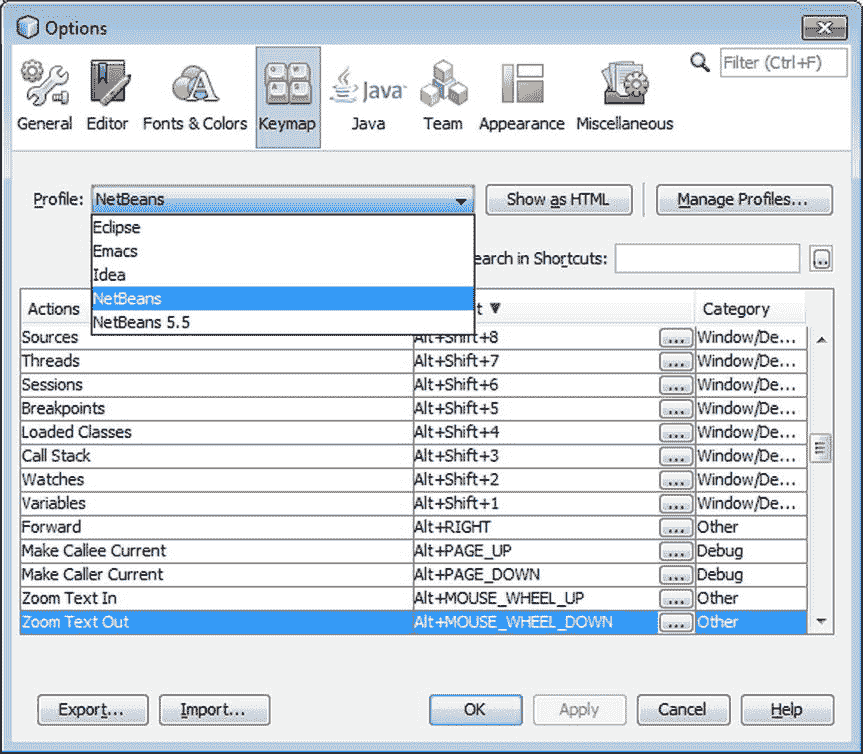 Options
Filter (Ctrl+F)
General Editor Fonts & Colors Keymap Java Java Team Appearance Miscellaneous
Profile: NetBeans Show as HTML Manage Profiles...
Eclipse
Emacs
Idea
NetBeans
NetBeans 5.5
earch in Shortcuts: ...
Actions t Category
Sources Alt+Shift+8 ... Window/De...
Threads Alt+Shift+7 ... Window/De...
Sessions Alt+Shift+6 ... Window/De...
Breakpoints Alt+Shift+5 ... Window/De...
Loaded Classes Alt+Shift+4 ... Window/De...
Call Stack Alt+Shift+3 ... Window/De...
Watches Alt+Shift+2 ... Window/De...
Variables Alt+Shift+1 ... Window/De...
Forward Alt+RIGHT ... Other
Make Callee Current Alt+PAGE_UP ... Debug
Make Caller Current Alt+PAGE_DOWN ... Debug
Zoom Text In Alt+MOUSE_WHEEL_UP ... Other
Zoom Text Out Alt+MOUSE_WHEEL_DOWN ... Other
Export... Import... OK Apply Cancel Help